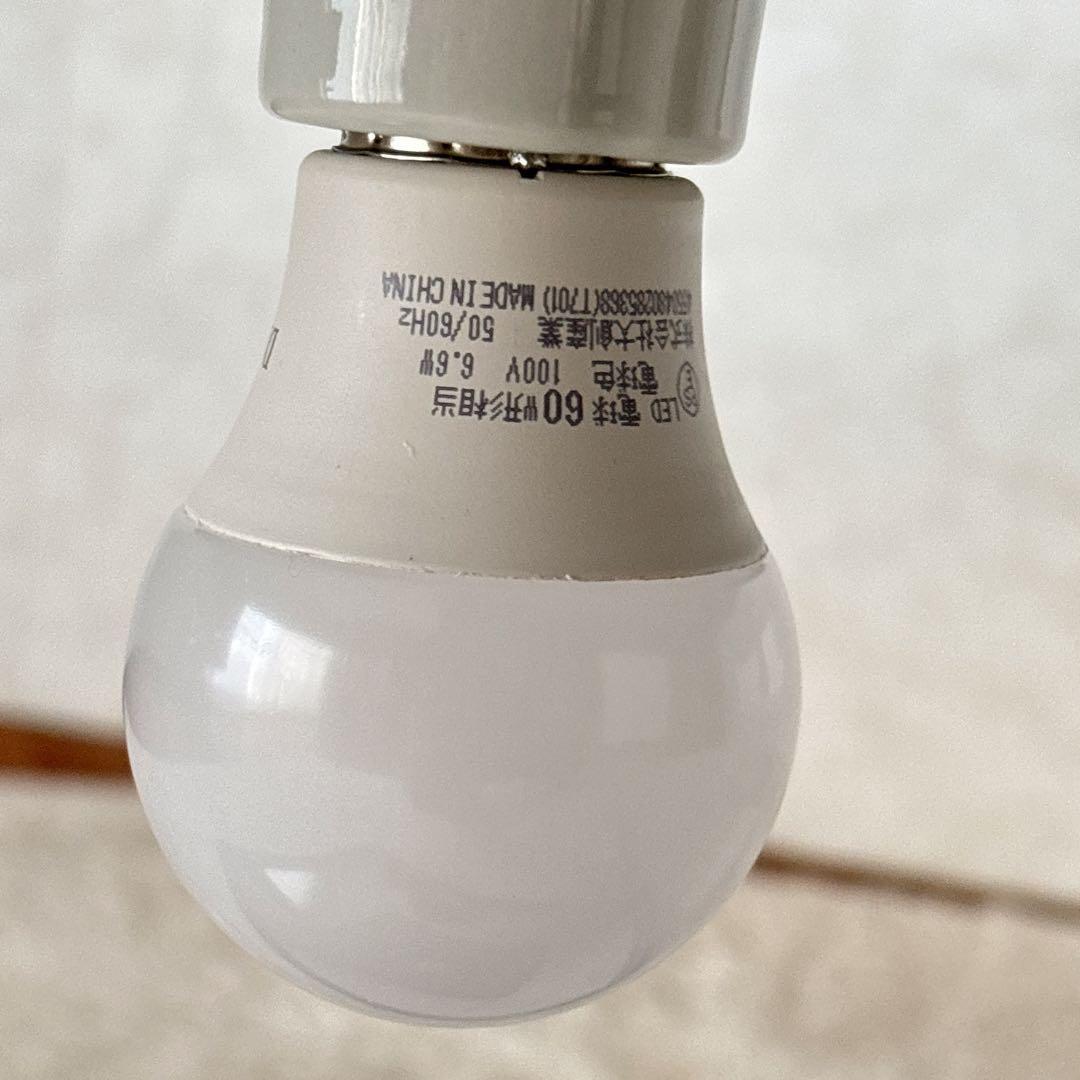 LED 電球 60W形相当
PS E 電球色 100V 6.6W
株式会社大創産業 50/60Hz
4550480285368(T701) MADE IN CHINA